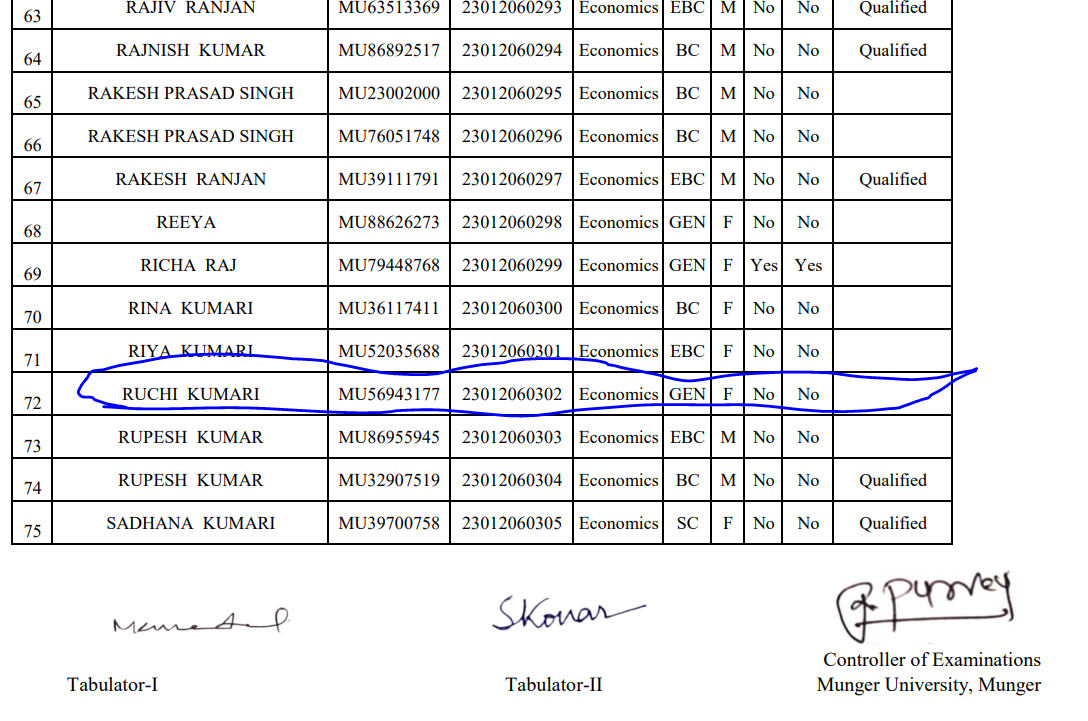 63 RAJIV RANJAN MU63513369 23012060293 Economics EBC M No No Qualified
64 RAJNISH KUMAR MU86892517 23012060294 Economics BC M No No Qualified
65 RAKESH PRASAD SINGH MU23002000 23012060295 Economics BC M No No
66 RAKESH PRASAD SINGH MU76051748 23012060296 Economics BC M No No
67 RAKESH RANJAN MU39111791 23012060297 Economics EBC M No No Qualified
68 REEYA MU88626273 23012060298 Economics GEN F No No
69 RICHA RAJ MU79448768 23012060299 Economics GEN F Yes Yes
70 RINA KUMARI MU36117411 23012060300 Economics BC F No No
71 RIYA KUMARI MU52035688 23012060301 Economics EBC F No No
72 RUCHI KUMARI MU56943177 23012060302 Economics GEN F No No
73 RUPESH KUMAR MU86955945 23012060303 Economics EBC M No No
74 RUPESH KUMAR MU32907519 23012060304 Economics BC M No No Qualified
75 SADHANA KUMARI MU39700758 23012060305 Economics SC F No No Qualified
SKonar
Controller of Examinations
Tabulator-I Tabulator-II Munger University, Munger